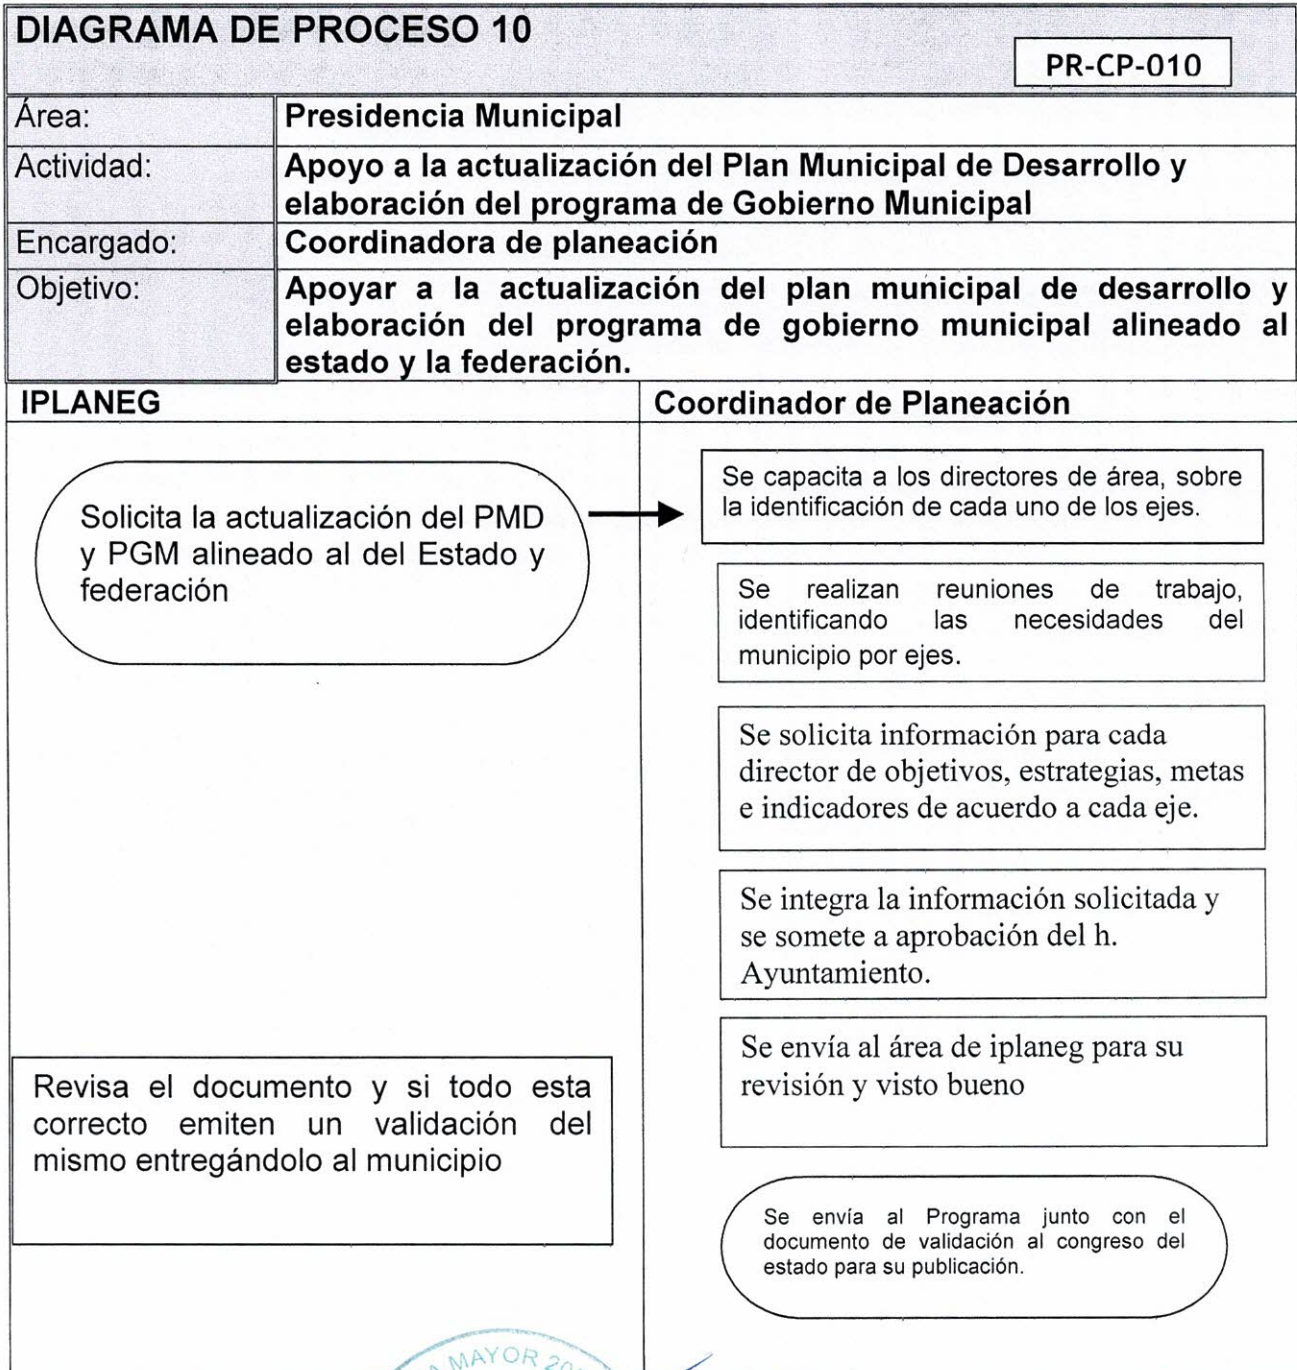 DIAGRAMA DE PROCESO 10
PR-CP-010
Área:
Presidencia Municipal
Actividad:
Apoyo a la actualización del Plan Municipal de Desarrollo y
elaboración del programa de Gobierno Municipal
Encargado:
Coordinadora de planeación
Objetivo:
Apoyar a la actualización del plan municipal de desarrollo y
elaboración del programa de gobierno municipal alineado al
estado y la federación.
IPLANEG
Coordinador de Planeación
Solicita la actualización del PMD
y PGM alineado al del Estado y
federación
Se capacita a los directores de área, sobre
la identificación de cada uno de los ejes.
Se realizan reuniones de trabajo,
identificando las necesidades del
municipio por ejes.
Se solicita información para cada
director de objetivos, estrategias, metas
e indicadores de acuerdo a cada eje.
Se integra la información solicitada y
se somete a aprobación del h.
Ayuntamiento.
Se envía al área de iplaneg para su
revisión y visto bueno
Revisa el documento y si todo esta
correcto emiten un validación del
mismo entregándolo al municipio
Se envía al Programa junto con el
documento de validación al congreso del
estado para su publicación.
MAYOR